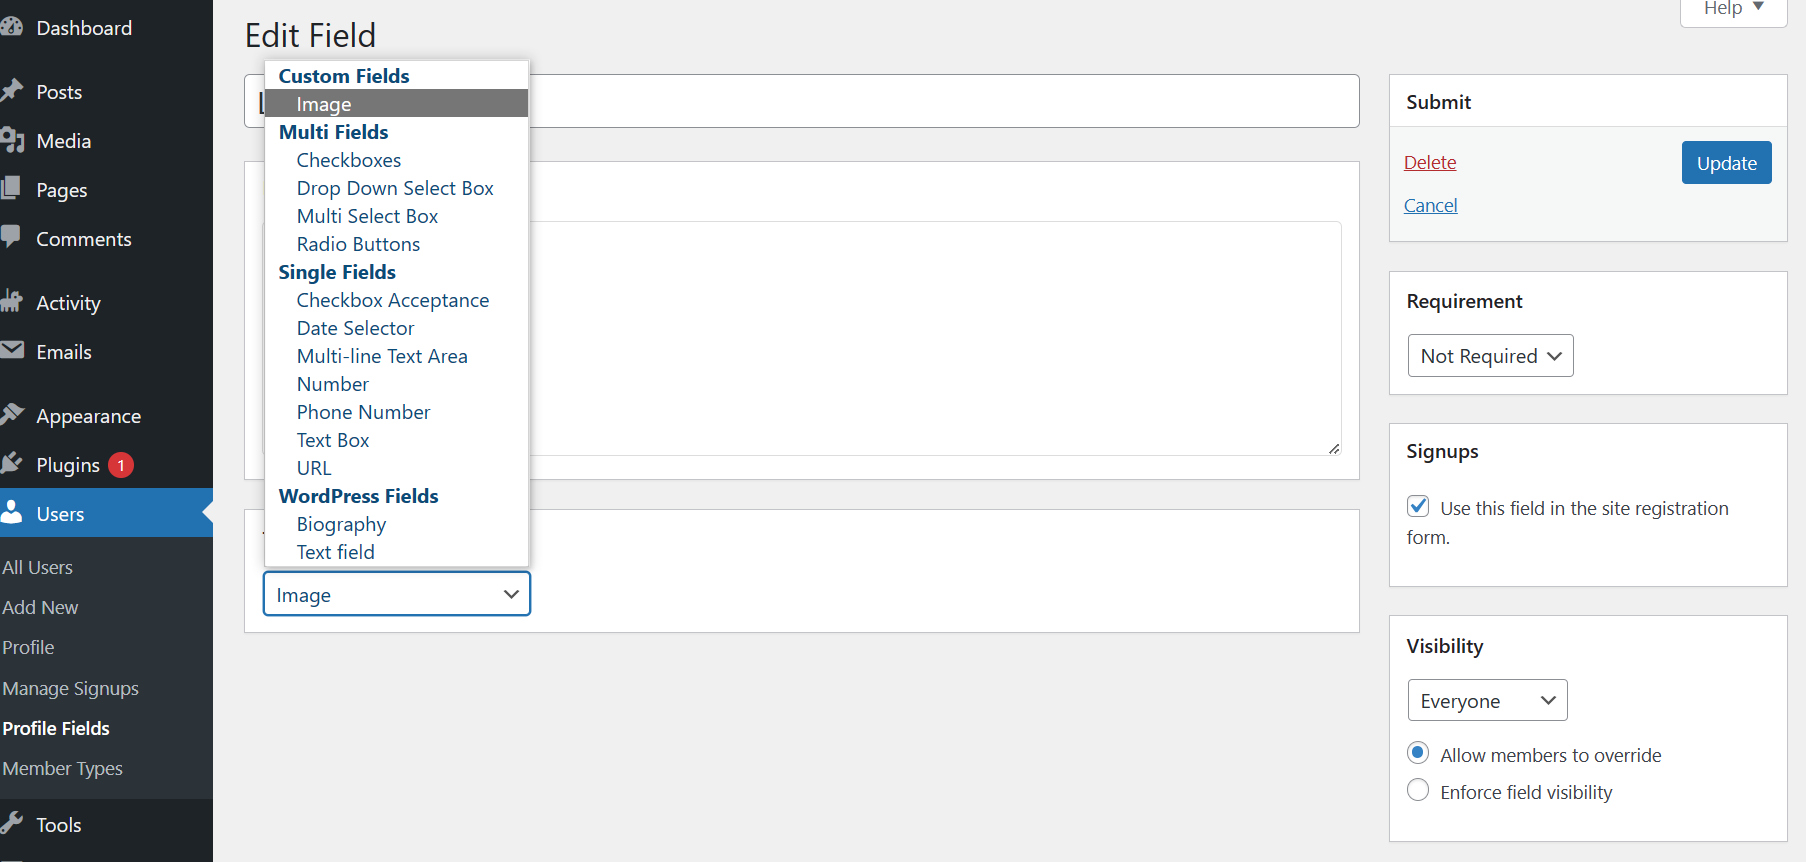 Dashboard
Posts
Media
Pages
Comments
Activity
Emails
Appearance
Plugins 1
Users
All Users
Add New
Profile
Manage Signups
Profile Fields
Member Types
Tools
Help
Edit Field
Custom Fields
Image
Multi Fields
Checkboxes
Drop Down Select Box
Multi Select Box
Radio Buttons
Single Fields
Checkbox Acceptance
Date Selector
Multi-line Text Area
Number
Phone Number
Text Box
URL
WordPress Fields
Biography
Text field
Image
Submit
Delete
Update
Cancel
Requirement
Not Required
Signups
Use this field in the site registration
form.
Visibility
Everyone
Allow members to override
Enforce field visibility